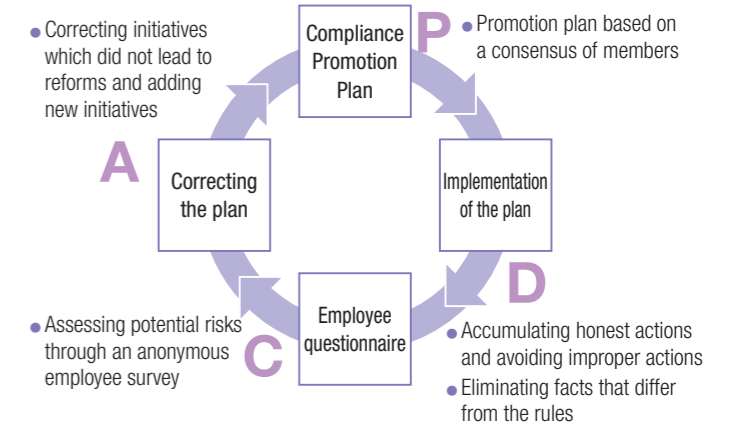 P
Compliance
Promotion
Plan
● Promotion plan based on
a consensus of members
D
Implementation
of the plan
● Accumulating honest actions
and avoiding improper actions
● Eliminating facts that differ
from the rules
C
Employee
questionnaire
● Assessing potential risks
through an anonymous
employee survey
A
Correcting
the plan
● Correcting initiatives
which did not lead to
reforms and adding
new initiatives